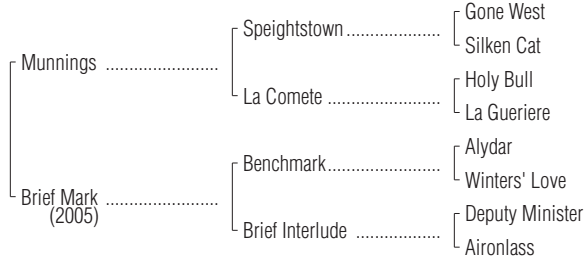 Gone West
Speightstown ....................
Silken Cat
Munnings ........................
Holy Bull
La Comete ........................
La Gueriere
Alydar
Benchmark........................
Winters' Love
Brief Mark ........................
(2005)
Deputy Minister
Brief Interlude ..................
Aironlass